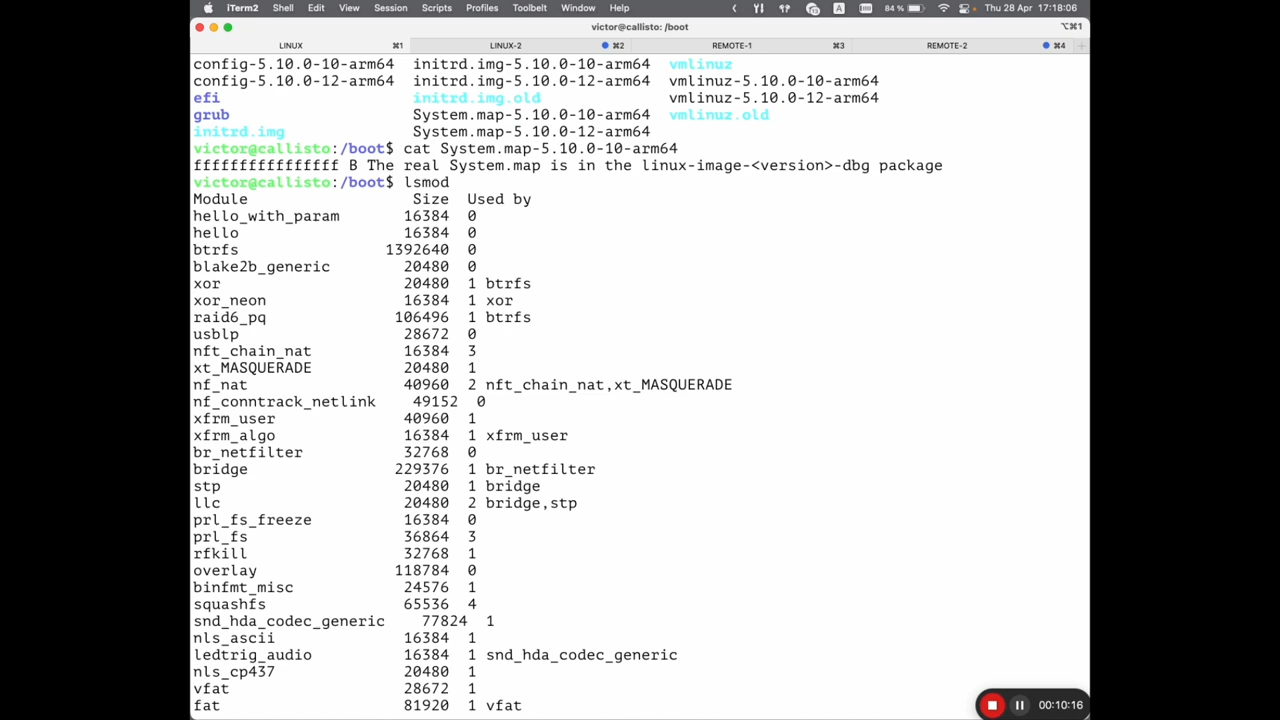 iTerm2 Shell Edit View Session Scripts Profiles Toolbelt Window Help A 84 % Thu 28 Apr 17:18:06
victor@callisto: /boot ⌥⌘1
LINUX ⌘1 LINUX-2 ⌘2 REMOTE-1 ⌘3 REMOTE-2 ⌘4 +
config-5.10.0-10-arm64 initrd.img-5.10.0-10-arm64 vmlinuz
config-5.10.0-12-arm64 initrd.img-5.10.0-12-arm64 vmlinuz-5.10.0-10-arm64
efi initrd.img.old vmlinuz-5.10.0-12-arm64
grub System.map-5.10.0-10-arm64 vmlinuz.old
initrd.img System.map-5.10.0-12-arm64
victor@callisto:/boot$ cat System.map-5.10.0-10-arm64
ffffffffffffffff B The real System.map is in the linux-image-<version>-dbg package
victor@callisto:/boot$ lsmod
Module Size Used by
hello_with_param 16384 0
hello 16384 0
btrfs 1392640 0
blake2b_generic 20480 0
xor 20480 1 btrfs
xor_neon 16384 1 xor
raid6_pq 106496 1 btrfs
usblp 28672 0
nft_chain_nat 16384 3
xt_MASQUERADE 20480 1
nf_nat 40960 2 nft_chain_nat,xt_MASQUERADE
nf_conntrack_netlink 49152 0
xfrm_user 40960 1
xfrm_algo 16384 1 xfrm_user
br_netfilter 32768 0
bridge 229376 1 br_netfilter
stp 20480 1 bridge
llc 20480 2 bridge,stp
prl_fs_freeze 16384 0
prl_fs 36864 3
rfkill 32768 1
overlay 118784 0
binfmt_misc 24576 1
squashfs 65536 4
snd_hda_codec_generic 77824 1
nls_ascii 16384 1
ledtrig_audio 16384 1 snd_hda_codec_generic
nls_cp437 20480 1
vfat 28672 1
fat 81920 1 vfat
00:10:16